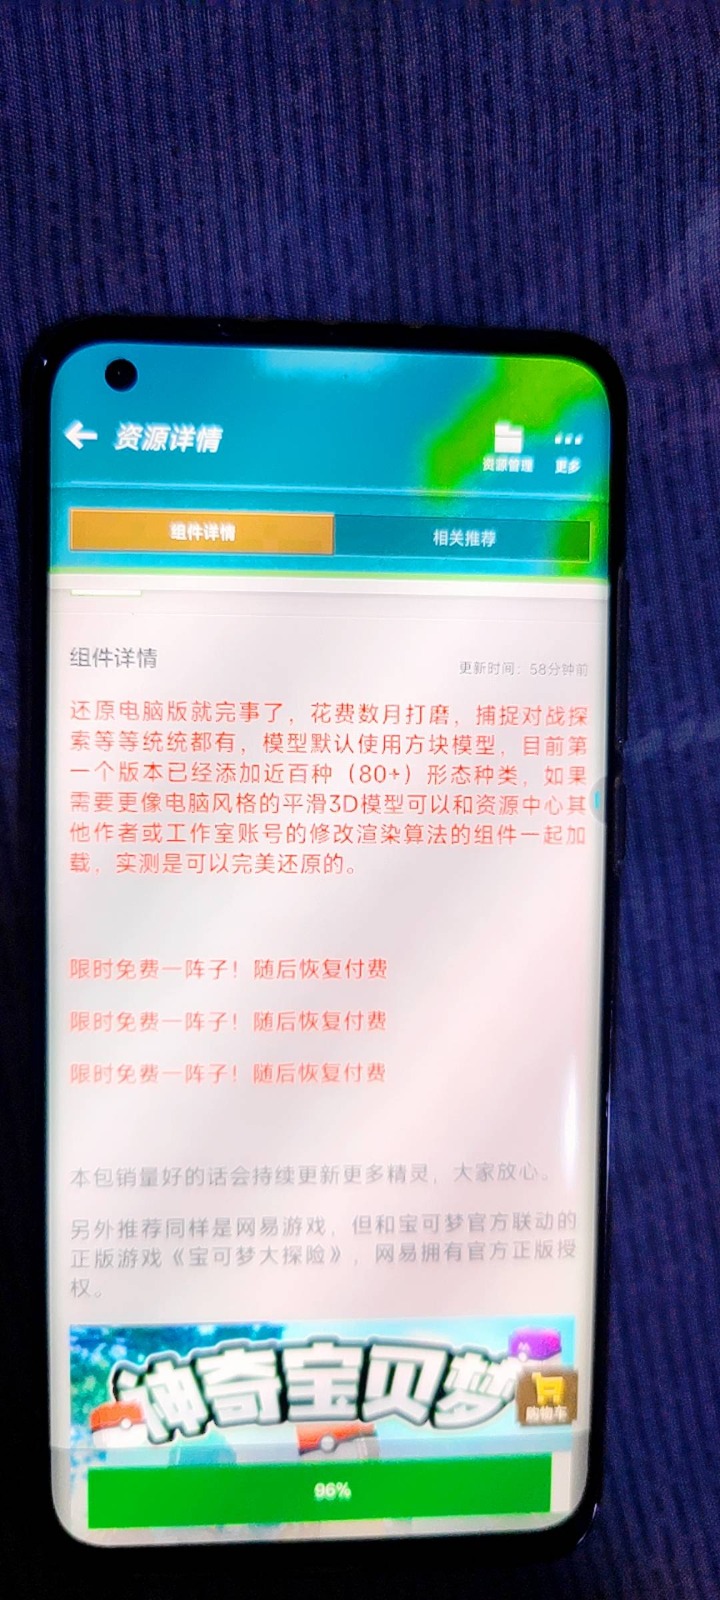 资源详情
资源管理
更多
组件详情
相关推荐
组件详情
更新时间：58分钟前
还原电脑版就完事了，花费数月打磨，捕捉对战探
索等等统统都有，模型默认使用方块模型，目前第
一个版本已经添加近百种（80+）形态种类，如果
需要更像电脑风格的平滑3D模型可以和资源中心其
他作者或工作室账号的修改渲染算法的组件一起加
载，实测是可以完美还原的。
限时免费一阵子！随后恢复付费
限时免费一阵子！随后恢复付费
限时免费一阵子！随后恢复付费
本包销量好的话会持续更新更多精灵，大家放心。
另外推荐同样是网易游戏，但和宝可梦官方联动的
正版游戏《宝可梦大探险》，网易拥有官方正版授
权。
神奇宝贝梦
购物车
96%